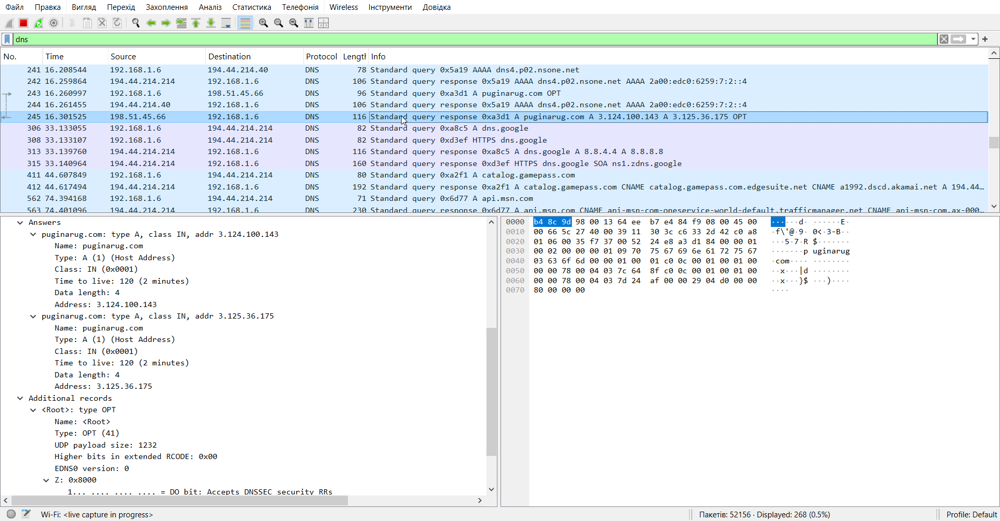 Файл Правка Вигляд Перехід Захоплення Аналіз Статистика Телефонія Wireless Інструменти Довідка
dns
No. Time Source Destination Protocol Length Info
241 16.208544 192.168.1.6 194.44.214.40 DNS 78 Standard query 0x5a19 AAAA dns4.p02.nsone.net
242 16.259864 194.44.214.214 192.168.1.6 DNS 106 Standard query response 0x5a19 AAAA dns4.p02.nsone.net AAAA 2a00:edc0:6259:7:2::4
243 16.260997 192.168.1.6 198.51.45.66 DNS 96 Standard query 0xa3d1 A puginarug.com OPT
244 16.261455 194.44.214.40 192.168.1.6 DNS 106 Standard query response 0x5a19 AAAA dns4.p02.nsone.net AAAA 2a00:edc0:6259:7:2::4
245 16.301525 198.51.45.66 192.168.1.6 DNS 116 Standard query response 0xa3d1 A puginarug.com A 3.124.100.143 A 3.125.36.175 OPT
306 33.133055 192.168.1.6 194.44.214.214 DNS 82 Standard query 0xa8c5 A dns.google
308 33.133107 192.168.1.6 194.44.214.214 DNS 82 Standard query 0xd3ef HTTPS dns.google
313 33.139760 194.44.214.214 192.168.1.6 DNS 116 Standard query response 0xa8c5 A dns.google A 8.8.4.4 A 8.8.8.8
315 33.140964 194.44.214.214 192.168.1.6 DNS 160 Standard query response 0xd3ef HTTPS dns.google SOA ns1.zdns.google
411 44.607849 192.168.1.6 194.44.214.214 DNS 80 Standard query 0xa2f1 A catalog.gamepass.com
412 44.617494 194.44.214.214 192.168.1.6 DNS 192 Standard query response 0xa2f1 A catalog.gamepass.com CNAME catalog.gamepass.com.edgesuite.net CNAME a1992.dscd.akamai.net A 194.44…
562 74.394168 192.168.1.6 194.44.214.214 DNS 71 Standard query 0x6d77 A api.msn.com
563 74.401096 194.44.214.214 192.168.1.6 DNS 230 Standard query response 0x6d77 A api.msn.com CNAME api-msn-com-oneservice-world-default.trafficmanager.net CNAME api-msn-com.ax-000…
Answers
puginarug.com: type A, class IN, addr 3.124.100.143
Name: puginarug.com
Type: A (1) (Host Address)
Class: IN (0x0001)
Time to live: 120 (2 minutes)
Data length: 4
Address: 3.124.100.143
puginarug.com: type A, class IN, addr 3.125.36.175
Name: puginarug.com
Type: A (1) (Host Address)
Class: IN (0x0001)
Time to live: 120 (2 minutes)
Data length: 4
Address: 3.125.36.175
Additional records
<Root>: type OPT
Name: <Root>
Type: OPT (41)
UDP payload size: 1232
Higher bits in extended RCODE: 0x00
EDNS0 version: 0
Z: 0x8000
1... .... .... .... = DO bit: Accepts DNSSEC security RRs
0000 b4 8c 9d 98 00 13 64 ee b7 e4 84 f9 08 00 45 00 ·····d· ······E·
0010 00 66 5c 27 40 00 39 11 30 3c c6 33 2d 42 c0 a8 ·f\'@·9· 0<·3-B··
0020 01 06 00 35 f7 37 00 52 24 e8 a3 d1 84 00 00 01 ···5·7·R $·······
0030 00 02 00 00 00 01 09 70 75 67 69 6e 61 72 75 67 ·······p uginarug
0040 03 63 6f 6d 00 00 01 00 01 c0 0c 00 01 00 01 00 ·com···· ········
0050 00 00 78 00 04 03 7c 64 8f c0 0c 00 01 00 01 00 ··x···|d ········
0060 00 00 78 00 04 03 7d 24 af 00 00 29 04 d0 00 00 ··x···}$ ···)····
0070 80 00 00 00 ····
Wi-Fi: <live capture in progress> Пакетів: 52156 · Displayed: 268 (0.5%) Profile: Default